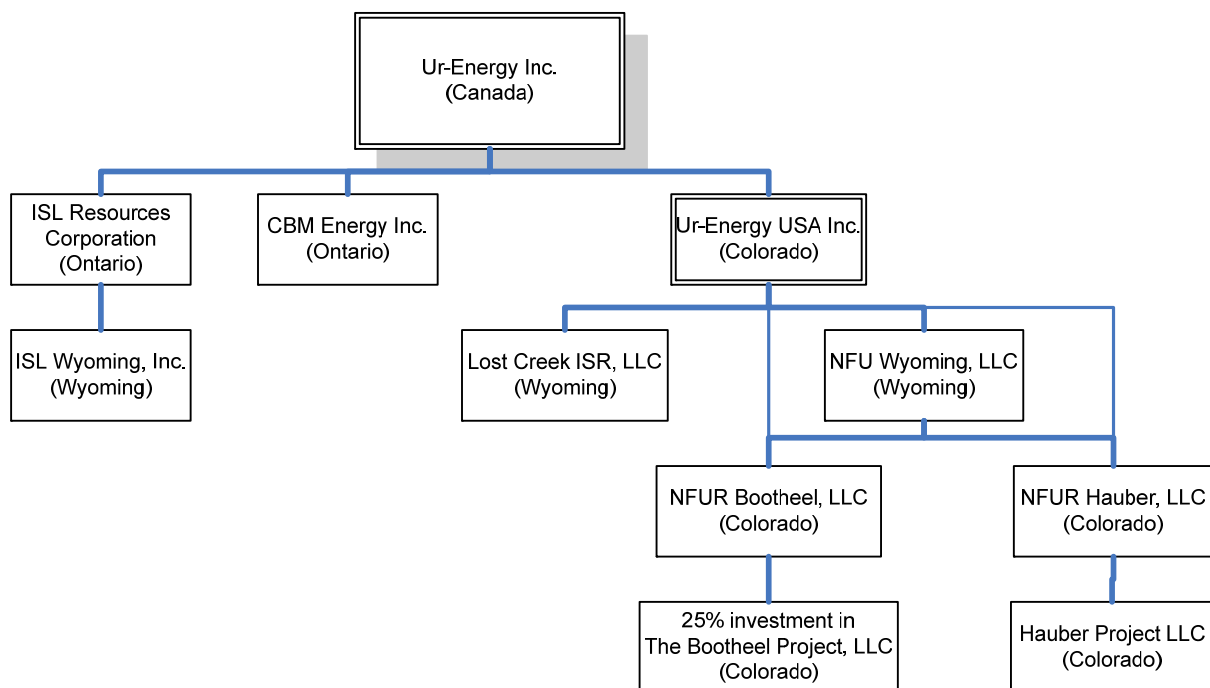 Ur-Energy Inc.
(Canada)
ISL Resources
Corporation
(Ontario)
CBM Energy Inc.
(Ontario)
Ur-Energy USA Inc.
(Colorado)
ISL Wyoming, Inc.
(Wyoming)
Lost Creek ISR, LLC
(Wyoming)
NFU Wyoming, LLC
(Wyoming)
NFUR Bootheel, LLC
(Colorado)
NFUR Hauber, LLC
(Colorado)
25% investment in
The Bootheel Project, LLC
(Colorado)
Hauber Project LLC
(Colorado)